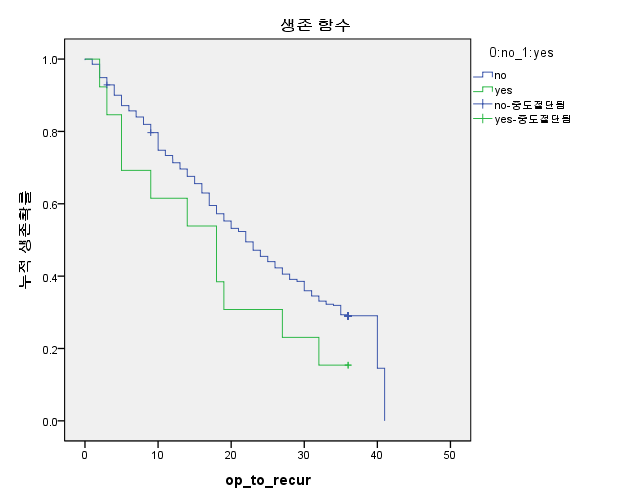 생존 함수
0:no_1:yes
no
yes
no-중도절단됨
yes-중도절단됨
누적 생존확률
1.0
0.8
0.6
0.4
0.2
0.0
0 10 20 30 40 50
op_to_recur